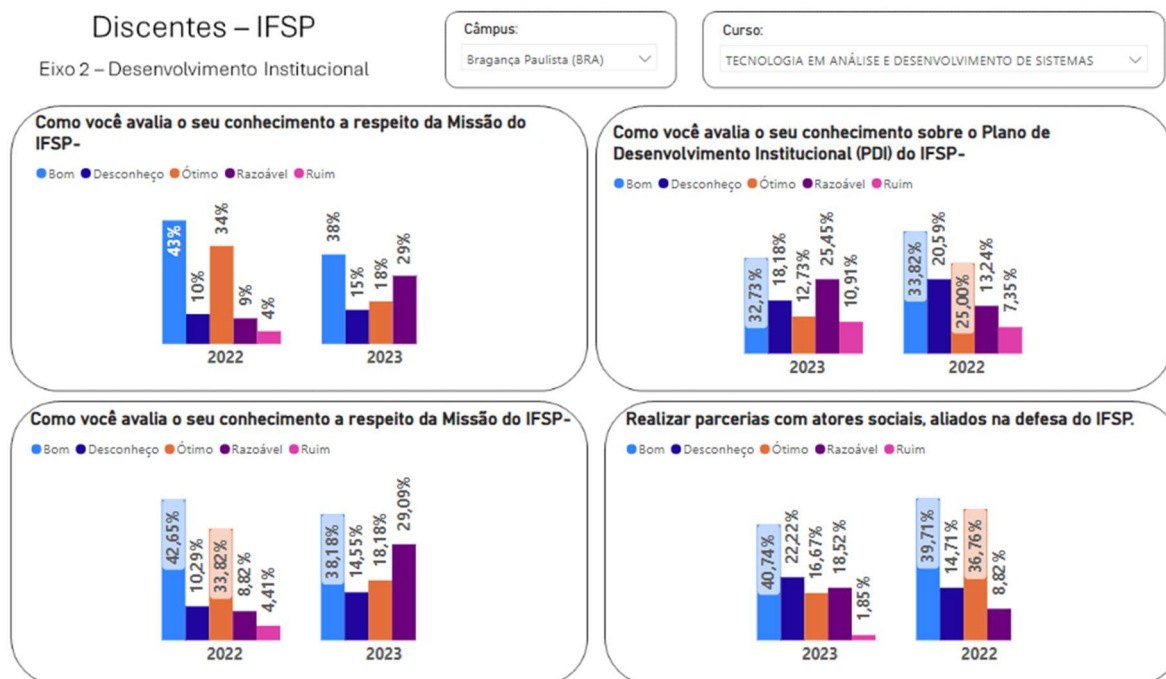 Discentes – IFSP
Eixo 2 – Desenvolvimento Institucional
Câmpus:
Bragança Paulista (BRA)
Curso:
TECNOLOGIA EM ANÁLISE E DESENVOLVIMENTO DE SISTEMAS
Como você avalia o seu conhecimento a respeito da Missão do
IFSP-
Bom Desconheço Ótimo Razoável Ruim
43% 10% 34% 9% 4%
38% 15% 18% 29%
2022 2023
Como você avalia o seu conhecimento sobre o Plano de
Desenvolvimento Institucional (PDI) do IFSP-
Bom Desconheço Ótimo Razoável Ruim
32,73% 18,18% 12,73% 25,45% 10,91%
33,82% 20,59% 25,00% 13,24% 7,35%
2023 2022
Como você avalia o seu conhecimento a respeito da Missão do IFSP-
Bom Desconheço Ótimo Razoável Ruim
42,65% 10,29% 33,82% 8,82% 4,41%
38,18% 14,55% 18,18% 29,09%
2022 2023
Realizar parcerias com atores sociais, aliados na defesa do IFSP.
Bom Desconheço Ótimo Razoável Ruim
40,74% 22,22% 16,67% 18,52% 1,85%
39,71% 14,71% 36,76% 8,82%
2023 2022